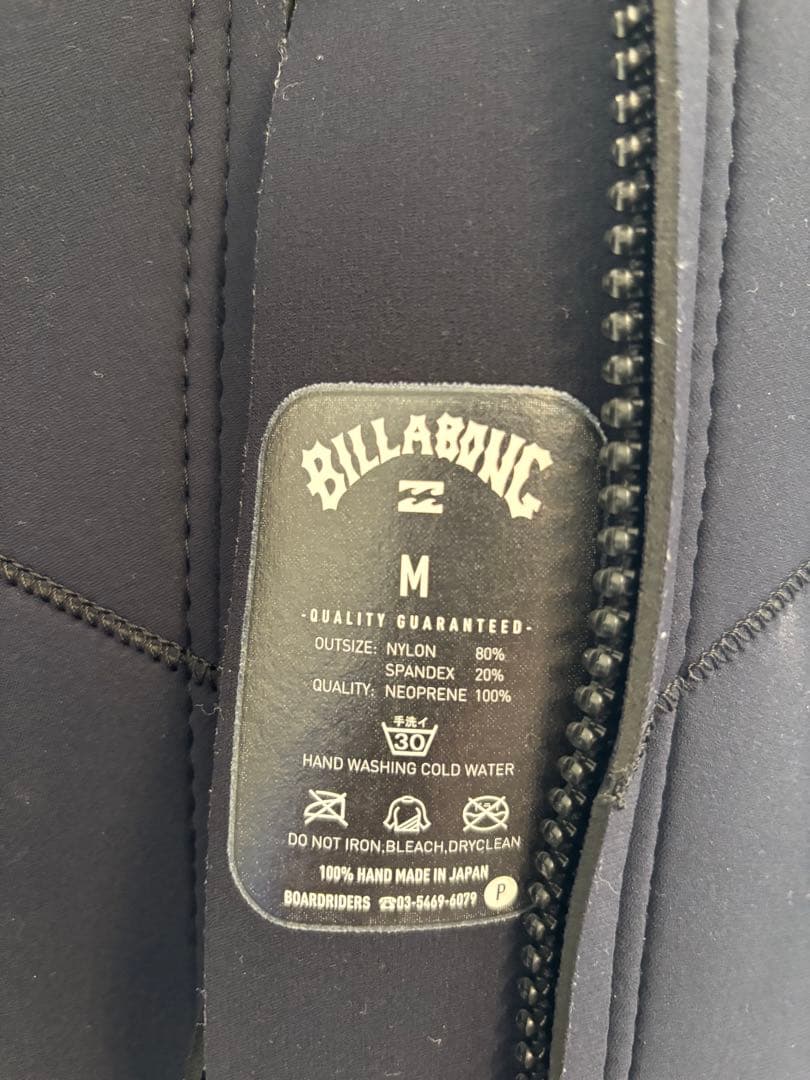 BILLABONG
M
-QUALITY GUARANTEED-
OUTSIZE: NYLON 80%
SPANDEX 20%
QUALITY: NEOPRENE 100%
手洗イ
30
HAND WASHING COLD WATER
DO NOT IRON,BLEACH,DRYCLEAN
100% HAND MADE IN JAPAN
BOARDRIDERS ☎03-5469-6079 P